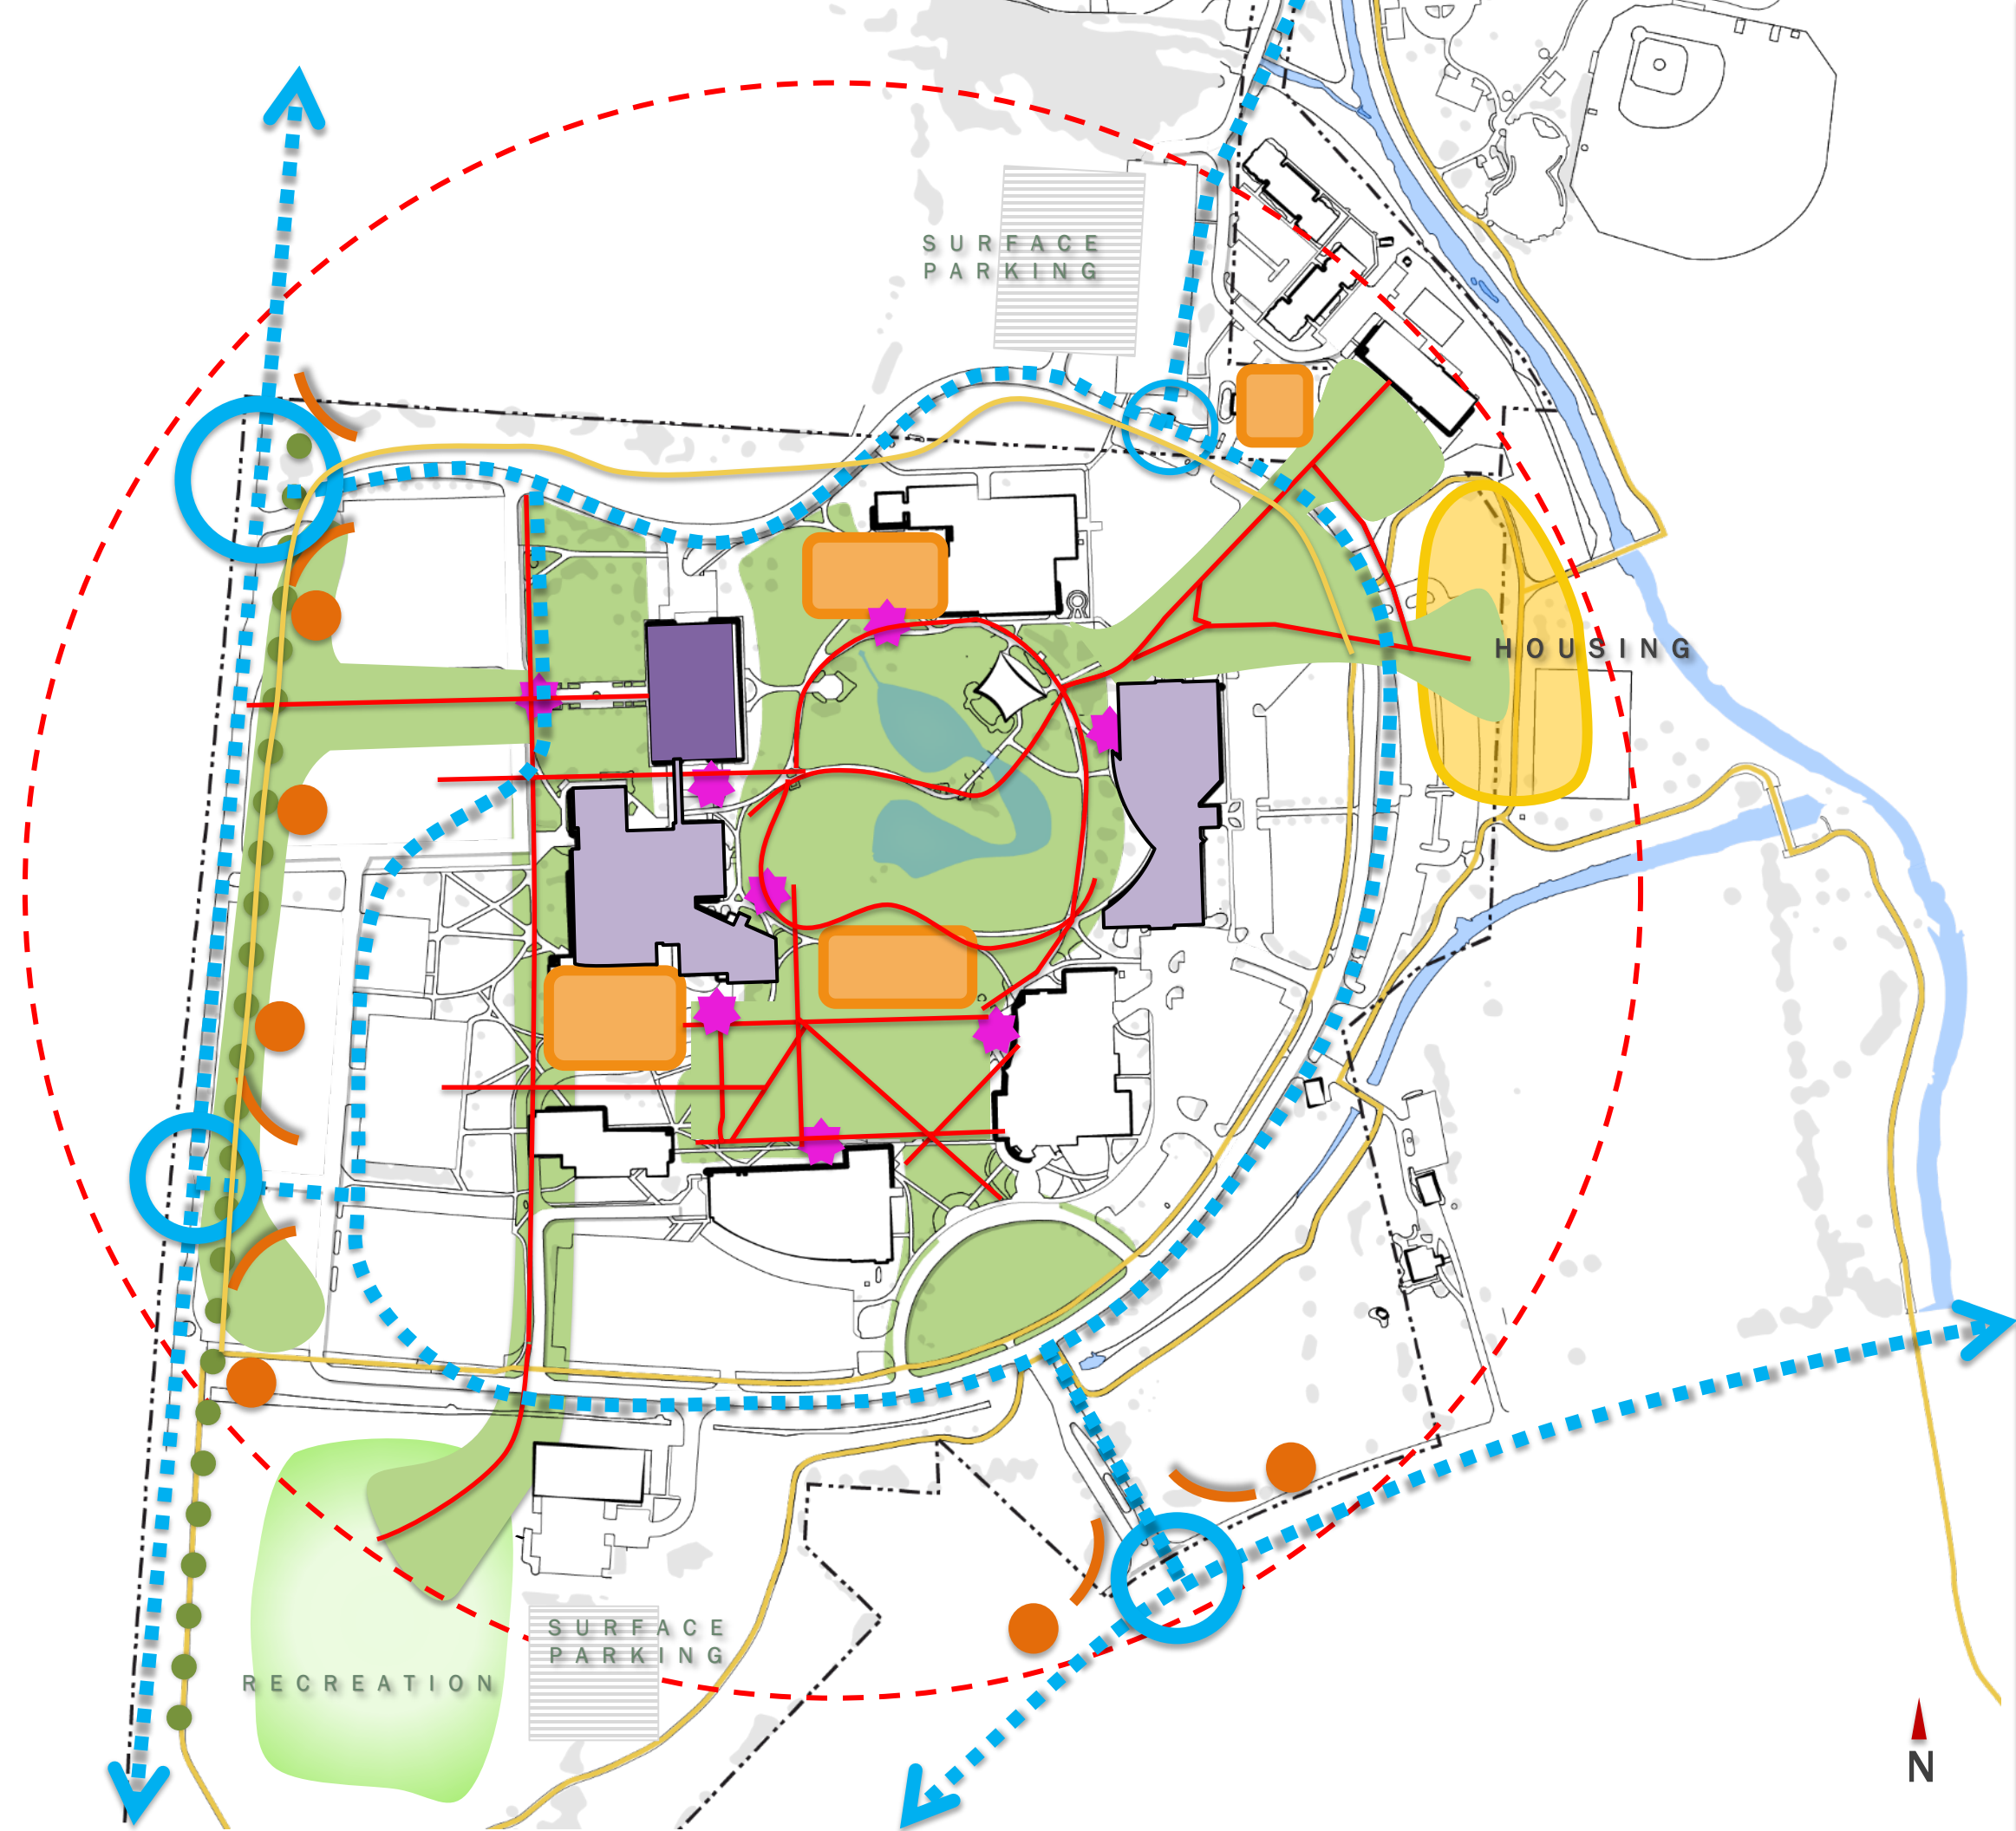 SURFACE
PARKING
HOUSING
SURFACE
PARKING
RECREATION
N